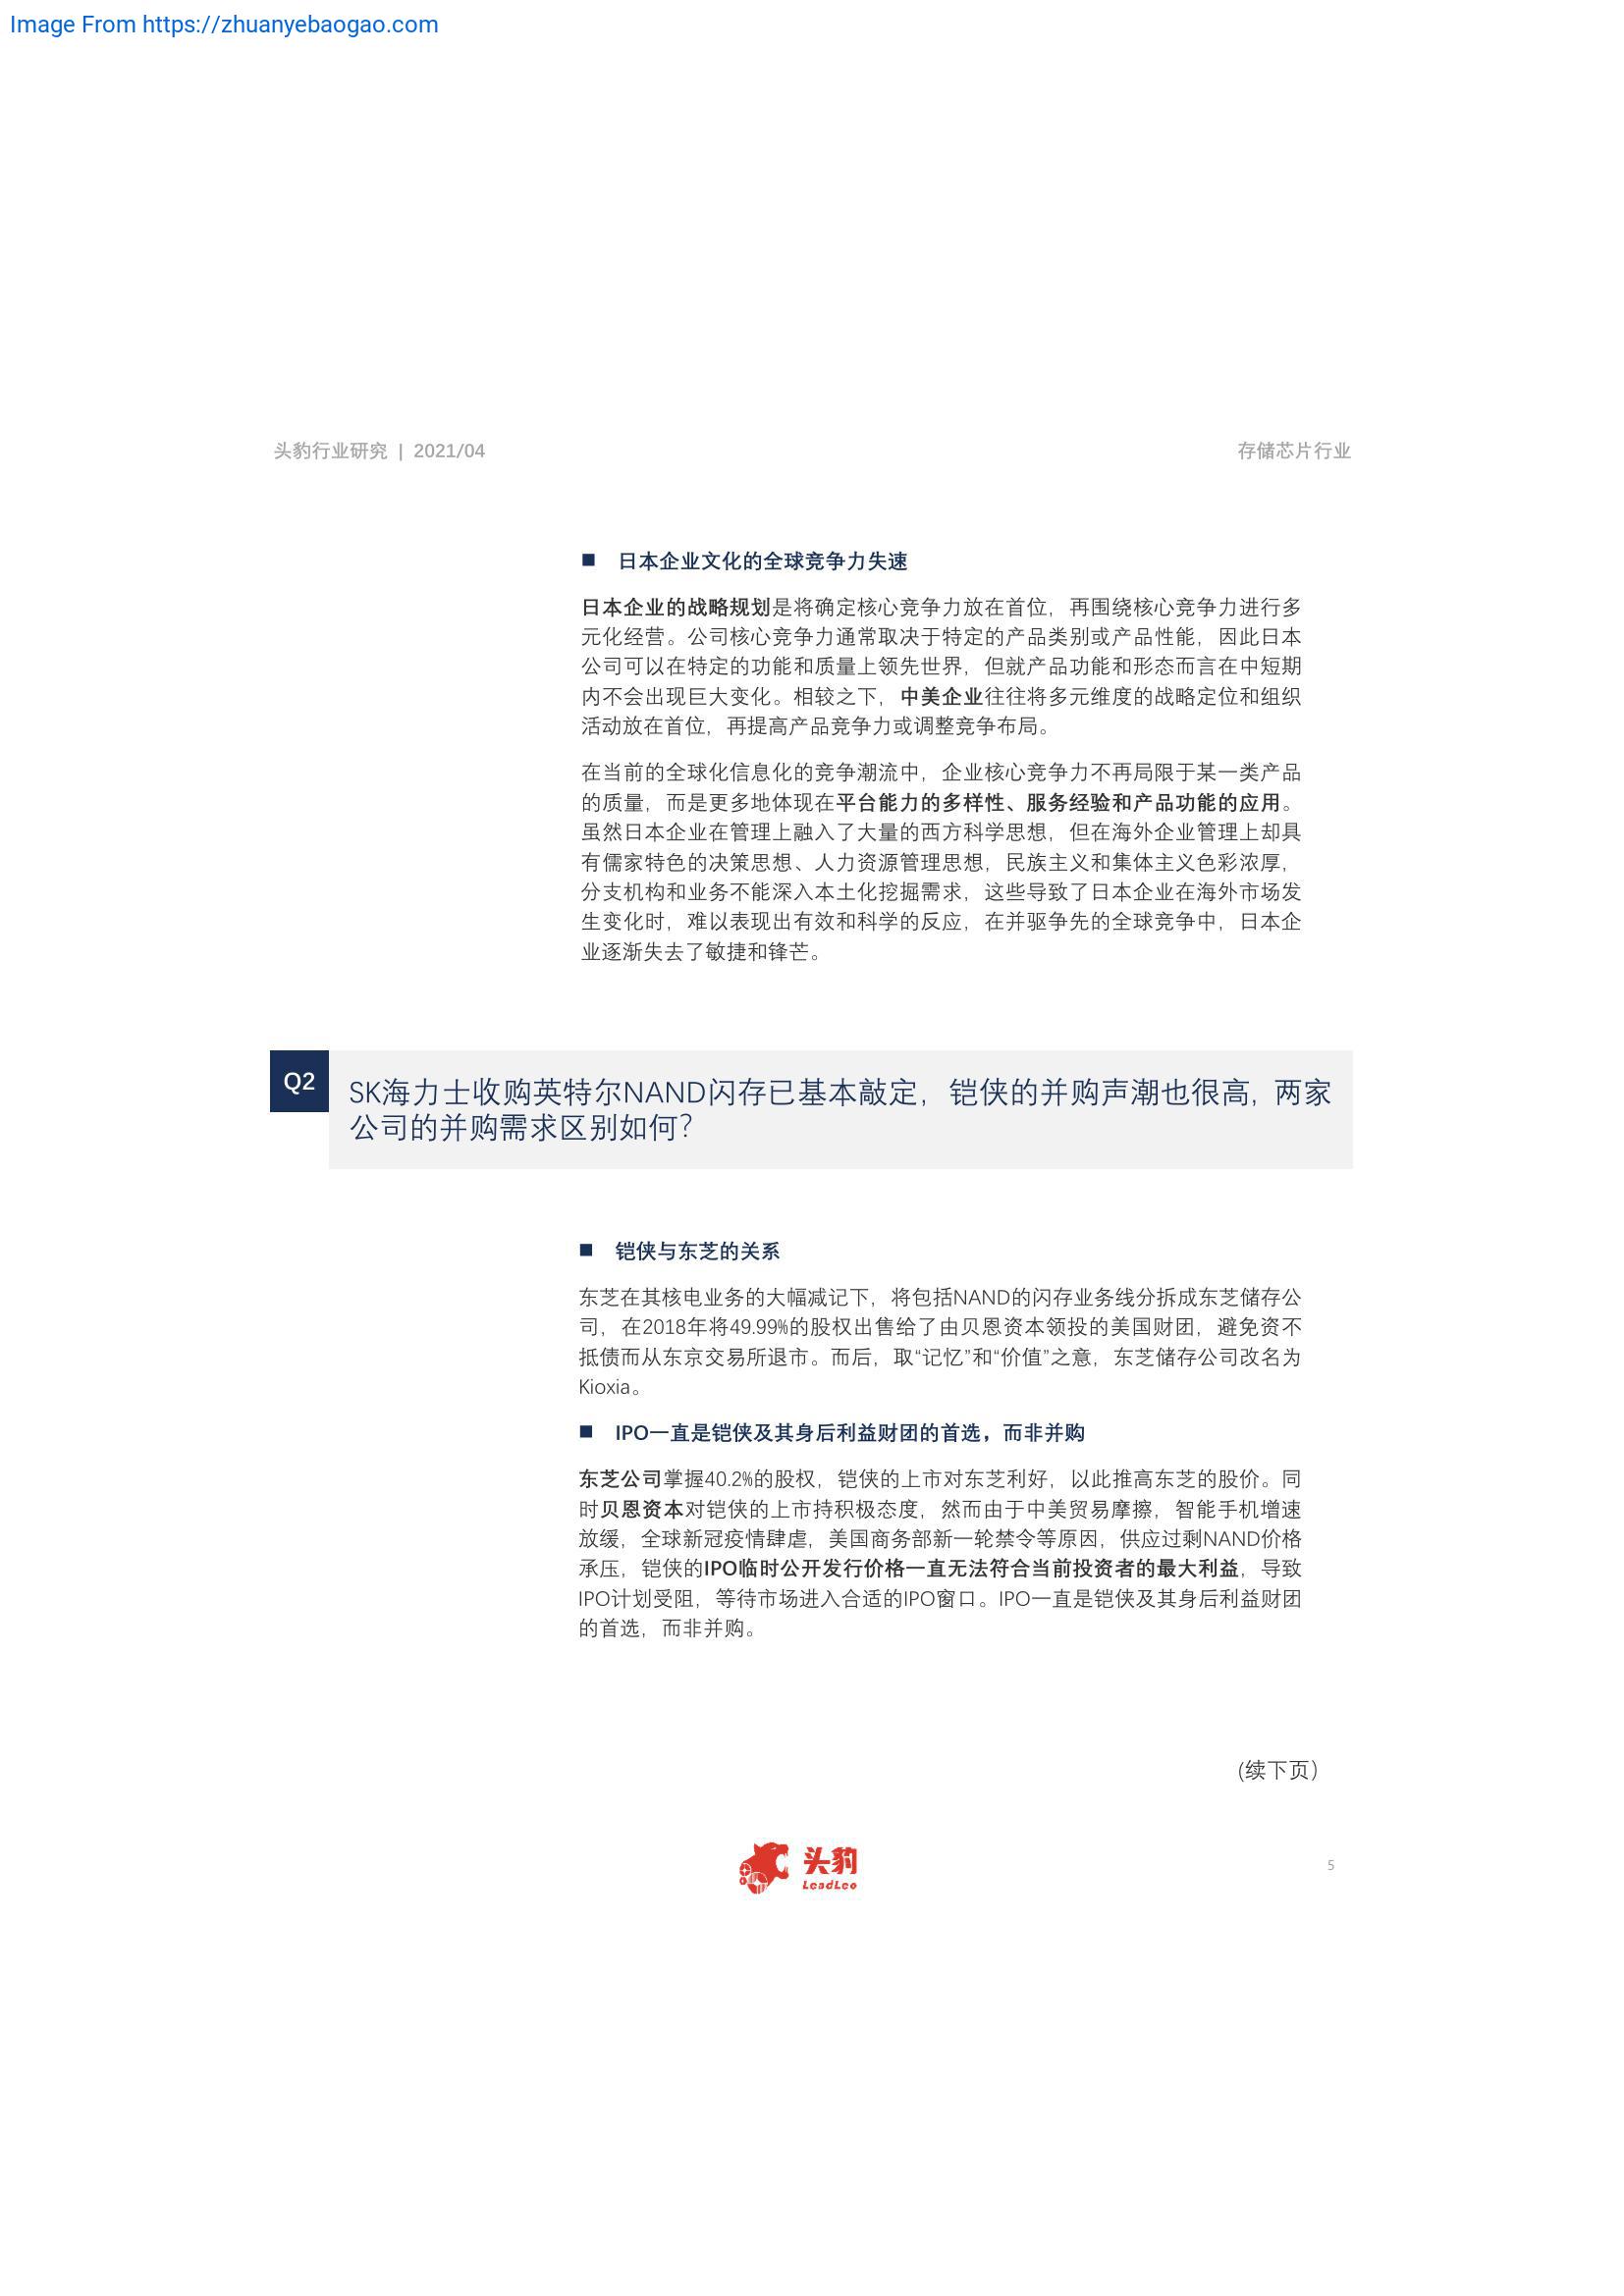 Image From https://zhuanyebaogao.com
头豹行业研究 | 2021/04
存储芯片行业
■ 日本企业文化的全球竞争力失速
日本企业的战略规划是将确定核心竞争力放在首位，再围绕核心竞争力进行多
元化经营。公司核心竞争力通常取决于特定的产品类别或产品性能，因此日本
公司可以在特定的功能和质量上领先世界，但就产品功能和形态而言在中短期
内不会出现巨大变化。相较之下，中美企业往往将多元维度的战略定位和组织
活动放在首位，再提高产品竞争力或调整竞争布局。
在当前的全球化信息化的竞争潮流中，企业核心竞争力不再局限于某一类产品
的质量，而是更多地体现在平台能力的多样性、服务经验和产品功能的应用。
虽然日本企业在管理上融入了大量的西方科学思想，但在海外企业管理上却具
有儒家特色的决策思想、人力资源管理思想，民族主义和集体主义色彩浓厚，
分支机构和业务不能深入本土化挖掘需求，这些导致了日本企业在海外市场发
生变化时，难以表现出有效和科学的反应，在并驱争先的全球竞争中，日本企
业逐渐失去了敏捷和锋芒。
Q2
SK海力士收购英特尔NAND闪存已基本敲定，铠侠的并购声潮也很高，两家
公司的并购需求区别如何？
■ 铠侠与东芝的关系
东芝在其核电业务的大幅减记下，将包括NAND的闪存业务线分拆成东芝储存公
司，在2018年将49.99%的股权出售给了由贝恩资本领投的美国财团，避免资不
抵债而从东京交易所退市。而后，取“记忆”和“价值”之意，东芝储存公司改名为
Kioxia。
■ IPO一直是铠侠及其身后利益财团的首选，而非并购
东芝公司掌握40.2%的股权，铠侠的上市对东芝利好，以此推高东芝的股价。同
时贝恩资本对铠侠的上市持积极态度，然而由于中美贸易摩擦，智能手机增速
放缓，全球新冠疫情肆虐，美国商务部新一轮禁令等原因，供应过剩NAND价格
承压，铠侠的IPO临时公开发行价格一直无法符合当前投资者的最大利益，导致
IPO计划受阻，等待市场进入合适的IPO窗口。IPO一直是铠侠及其身后利益财团
的首选，而非并购。
(续下页)
头豹
LeadLeo
5